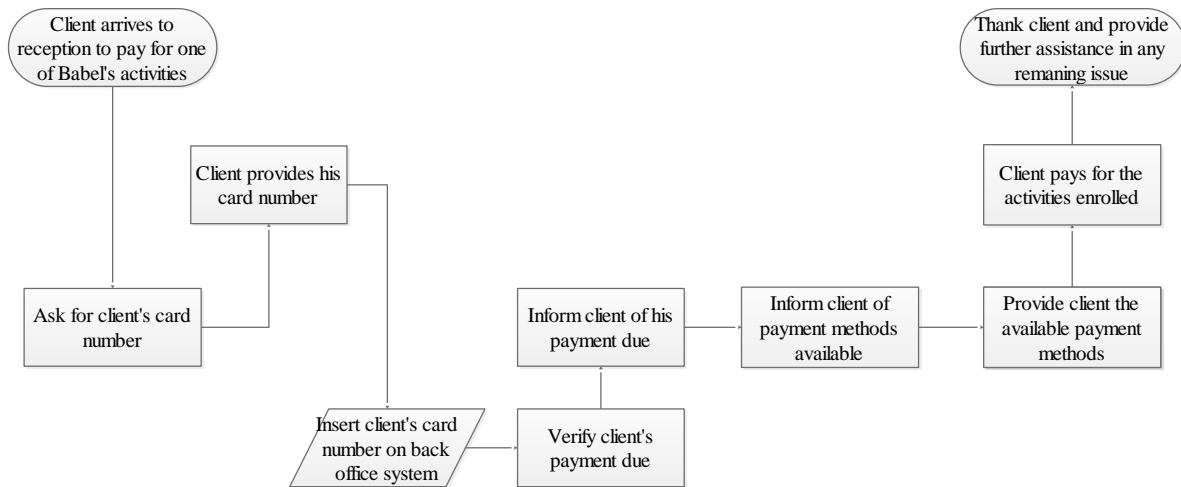 Client arrives to
reception to pay for one
of Babel's activities
Ask for client's card
number
Client provides his
card number
Insert client's card
number on back
office system
Verify client's
payment due
Inform client of his
payment due
Inform client of
payment methods
available
Provide client the
available payment
methods
Client pays for the
activities enrolled
Thank client and provide
further assistance in any
remaning issue